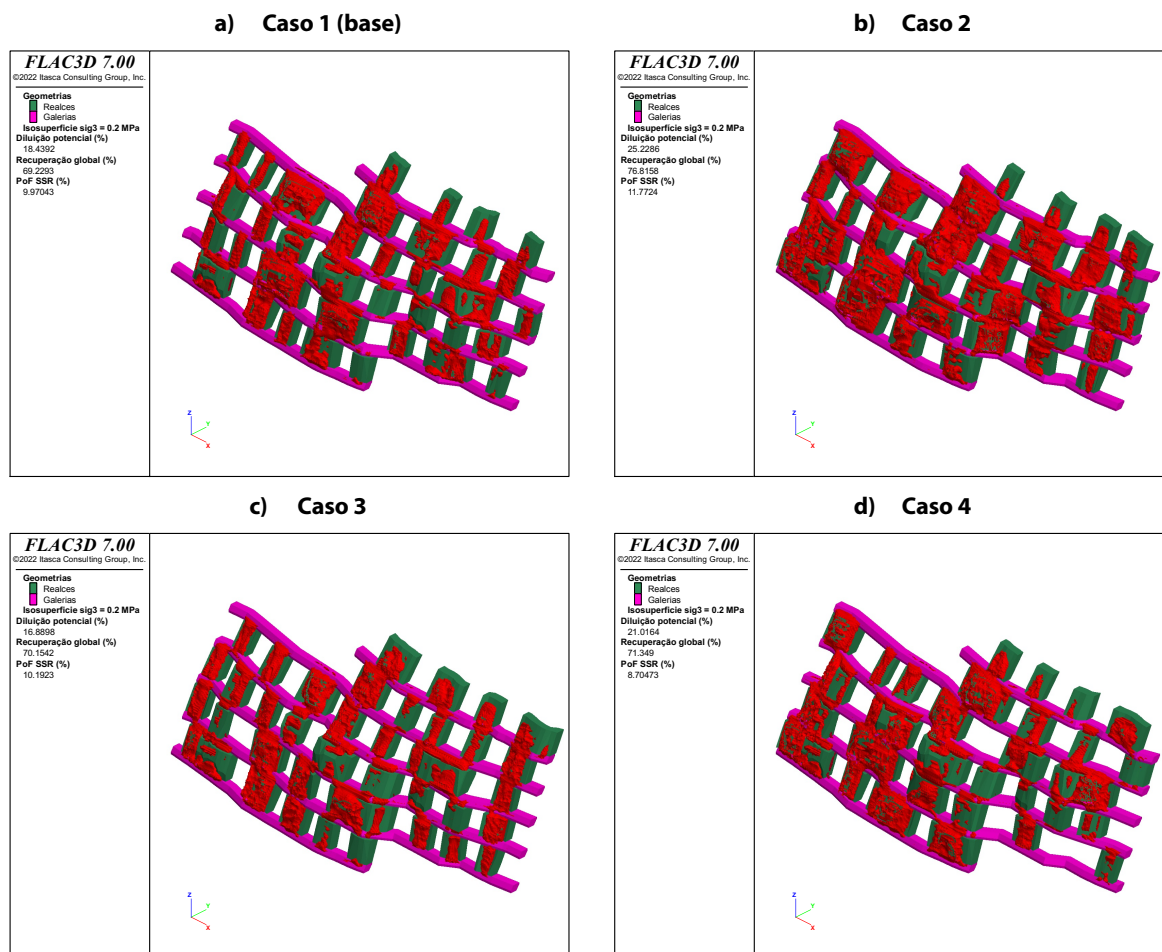 a) Caso 1 (base)
FLAC3D 7.00
©2022 Itasca Consulting Group, Inc.
Geometrias
Realces
Galerias
Isosuperfície sig3 = 0.2 MPa
Diluição potencial (%)
18.4392
Recuperação global (%)
69.2293
PoF SSR (%)
9.97043
Z
Y
X
b) Caso 2
FLAC3D 7.00
©2022 Itasca Consulting Group, Inc.
Geometrias
Realces
Galerias
Isosuperfície sig3 = 0.2 MPa
Diluição potencial (%)
25.2286
Recuperação global (%)
76.8158
PoF SSR (%)
11.7724
Z
Y
X
c) Caso 3
FLAC3D 7.00
©2022 Itasca Consulting Group, Inc.
Geometrias
Realces
Galerias
Isosuperfície sig3 = 0.2 MPa
Diluição potencial (%)
16.8898
Recuperação global (%)
70.1542
PoF SSR (%)
10.1923
Z
Y
X
d) Caso 4
FLAC3D 7.00
©2022 Itasca Consulting Group, Inc.
Geometrias
Realces
Galerias
Isosuperfície sig3 = 0.2 MPa
Diluição potencial (%)
21.0164
Recuperação global (%)
71.349
PoF SSR (%)
8.70473
Z
Y
X